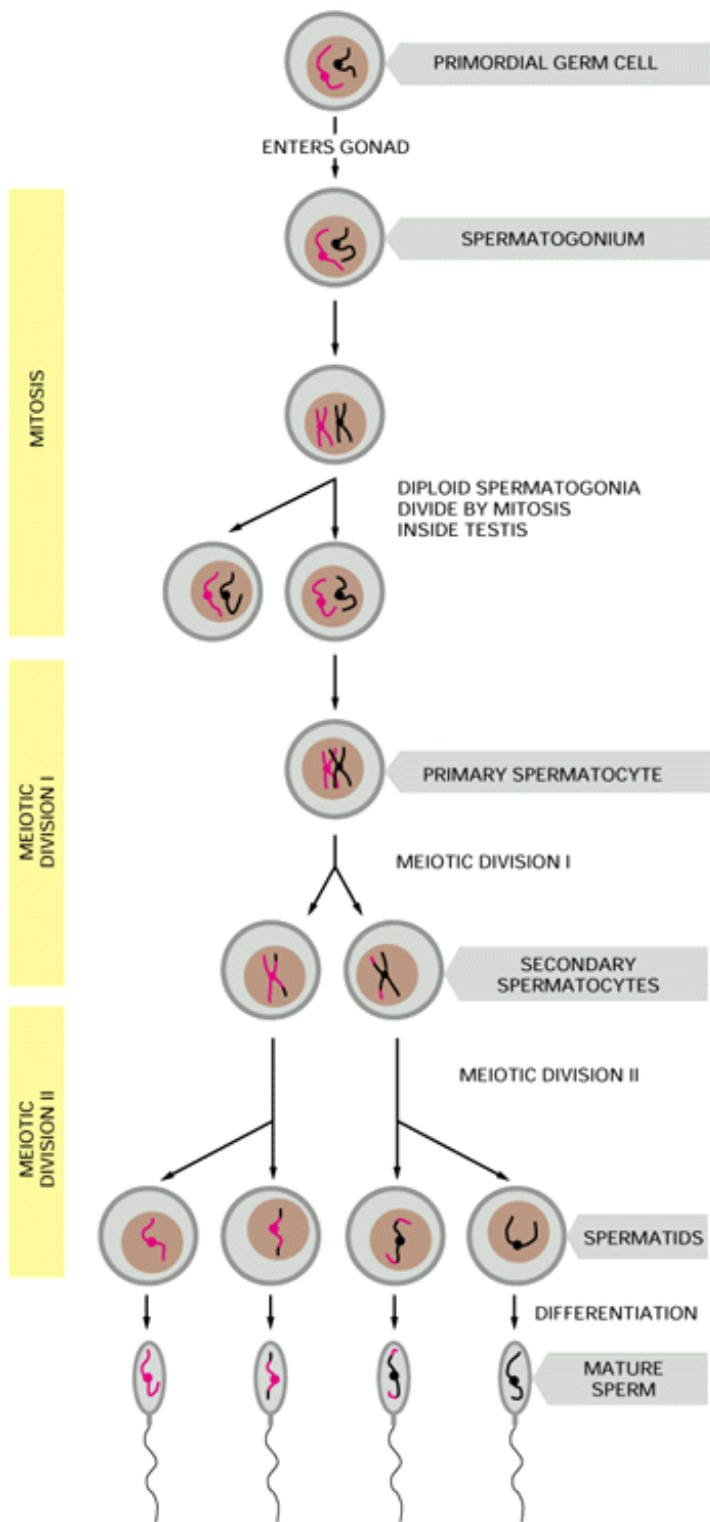 PRIMORDIAL GERM CELL
ENTERS GONAD
SPERMATOGONIUM
MITOSIS
DIPLOID SPERMATOGONIA
DIVIDE BY MITOSIS
INSIDE TESTIS
MEIOTIC
DIVISION I
PRIMARY SPERMATOCYTE
MEIOTIC DIVISION I
SECONDARY
SPERMATOCYTES
MEIOTIC
DIVISION II
MEIOTIC DIVISION II
SPERMATIDS
DIFFERENTIATION
MATURE
SPERM